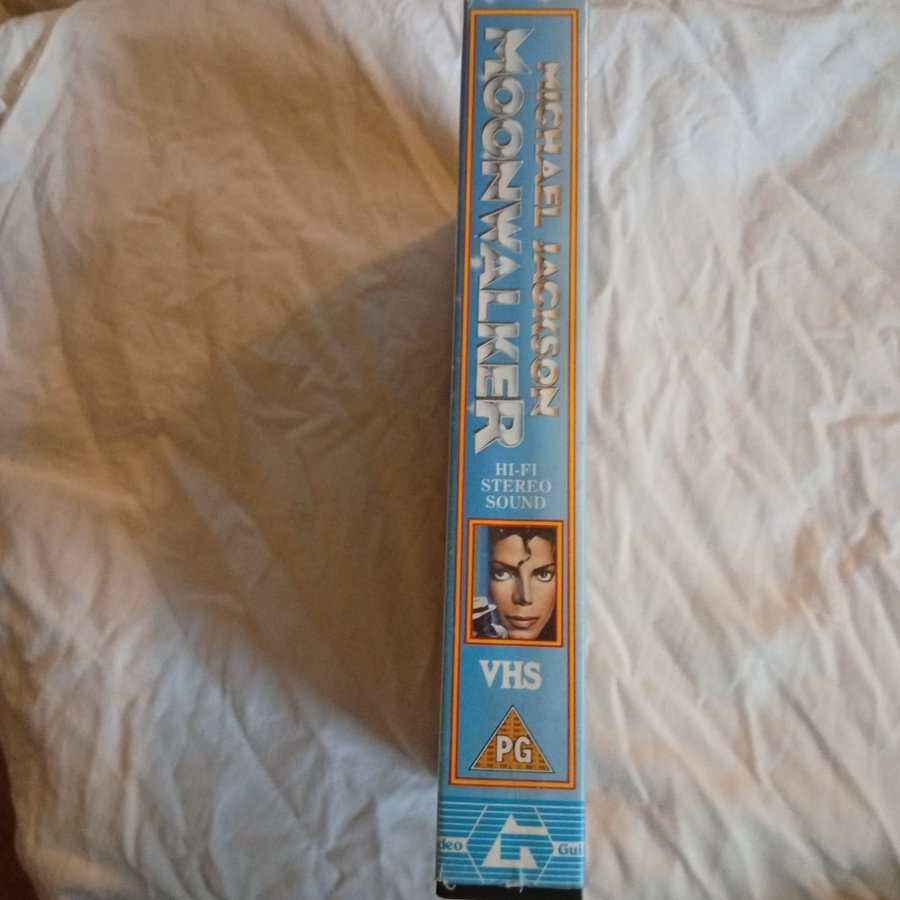 MICHAEL JACKSON
MOONWALKER
HI-FI
STEREO
SOUND
VHS
PG